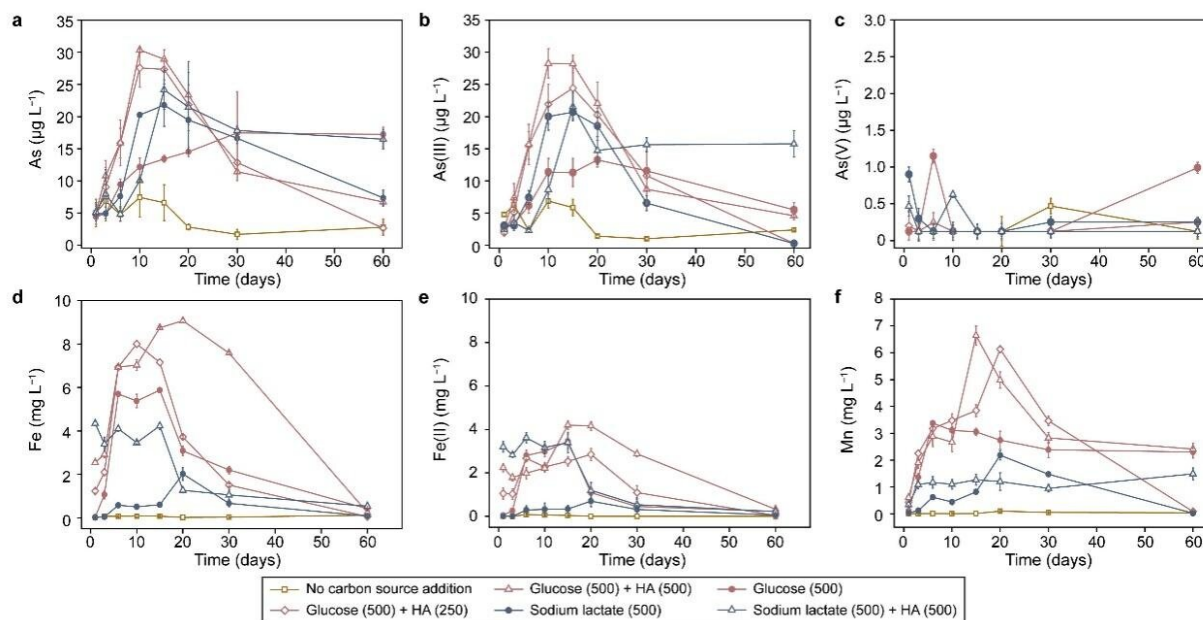 a
35
30
25
20
15
10
5
0
As (µg L⁻¹)
0 10 20 30 40 50 60
Time (days)
b
35
30
25
20
15
10
5
0
As(III) (µg L⁻¹)
0 10 20 30 40 50 60
Time (days)
c
3.0
2.5
2.0
1.5
1.0
0.5
0
As(V) (µg L⁻¹)
0 10 20 30 40 50 60
Time (days)
d
10
8
6
4
2
0
Fe (mg L⁻¹)
0 10 20 30 40 50 60
Time (days)
e
10
8
6
4
2
0
Fe(II) (mg L⁻¹)
0 10 20 30 40 50 60
Time (days)
f
8
7
6
5
4
3
2
1
0
Mn (mg L⁻¹)
0 10 20 30 40 50 60
Time (days)
No carbon source addition Glucose (500) + HA (500) Glucose (500)
Glucose (500) + HA (250) Sodium lactate (500) Sodium lactate (500) + HA (500)